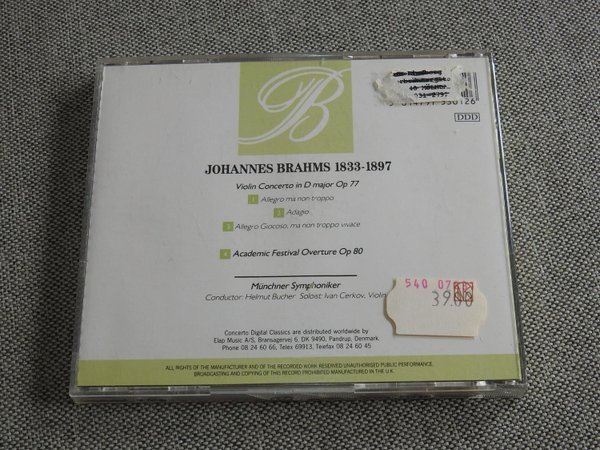 B
DDD
JOHANNES BRAHMS 1833-1897
Violin Concerto in D major Op 77
1 Allegro ma non troppo
2 Adagio
3 Allegro Giocoso, ma non troppo vivace
4 Academic Festival Overture Op 80
Münchner Symphoniker
Conductor: Helmut Bucher Soloist: Ivan Cerkov, Violin
540 07
39.00
Concerto Digital Classics are distributed worldwide by
Elap Music A/S, Bransagervej 6, DK 9490, Pandrup, Denmark.
Phone 08 24 60 66, Telex 69913. Telefax 08 24 60 45
ALL RIGHTS OF THE MANUFACTURER AND OF THE RECORDED WORK RESERVED UNAUTHORISED PUBLIC PERFORMANCE,
BROADCASTING AND COPYING OF THIS RECORD PROHIBITED MANUFACTURED IN THE U.K.